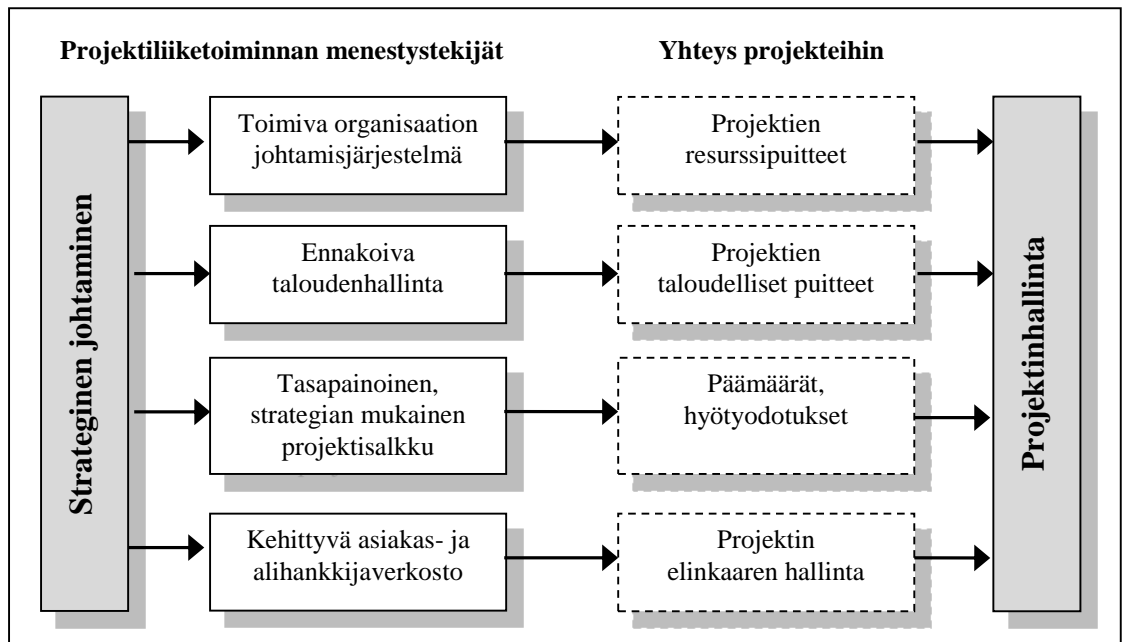 Projektiliiketoiminnan menestystekijät
Yhteys projekteihin
Strateginen johtaminen
Toimiva organisaation
johtamisjärjestelmä
Projektien
resurssipuitteet
Ennakoiva
taloudenhallinta
Projektien
taloudelliset puitteet
Tasapainoinen,
strategian mukainen
projektisalkku
Päämäärät,
hyötyodotukset
Kehittyvä asiakas- ja
alihankkijaverkosto
Projektin
elinkaaren hallinta
Projektinhallinta